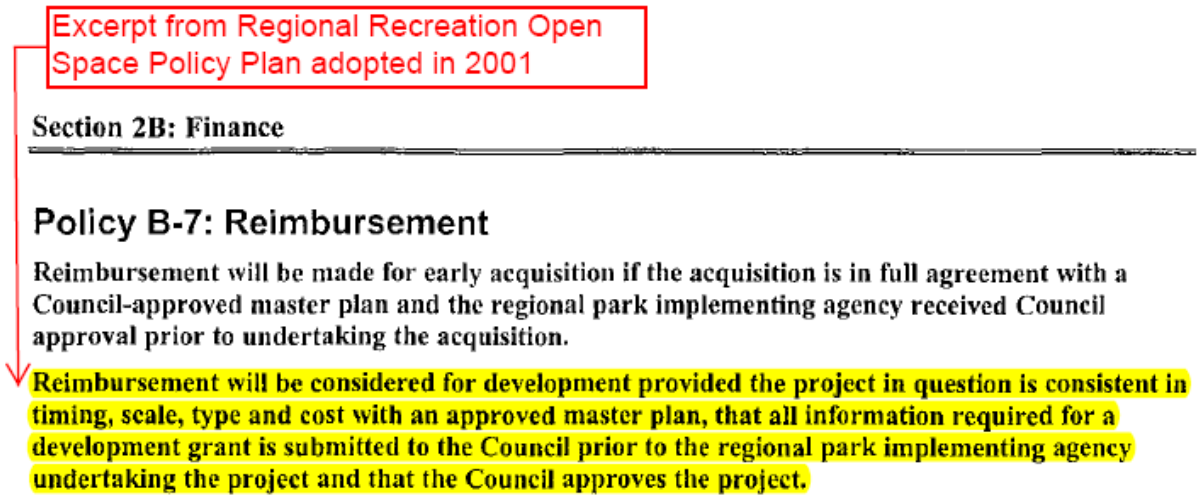 Excerpt from Regional Recreation Open
Space Policy Plan adopted in 2001
Section 2B: Finance
Policy B-7: Reimbursement
Reimbursement will be made for early acquisition if the acquisition is in full agreement with a
Council-approved master plan and the regional park implementing agency received Council
approval prior to undertaking the acquisition.
Reimbursement will be considered for development provided the project in question is consistent in
timing, scale, type and cost with an approved master plan, that all information required for a
development grant is submitted to the Council prior to the regional park implementing agency
undertaking the project and that the Council approves the project.